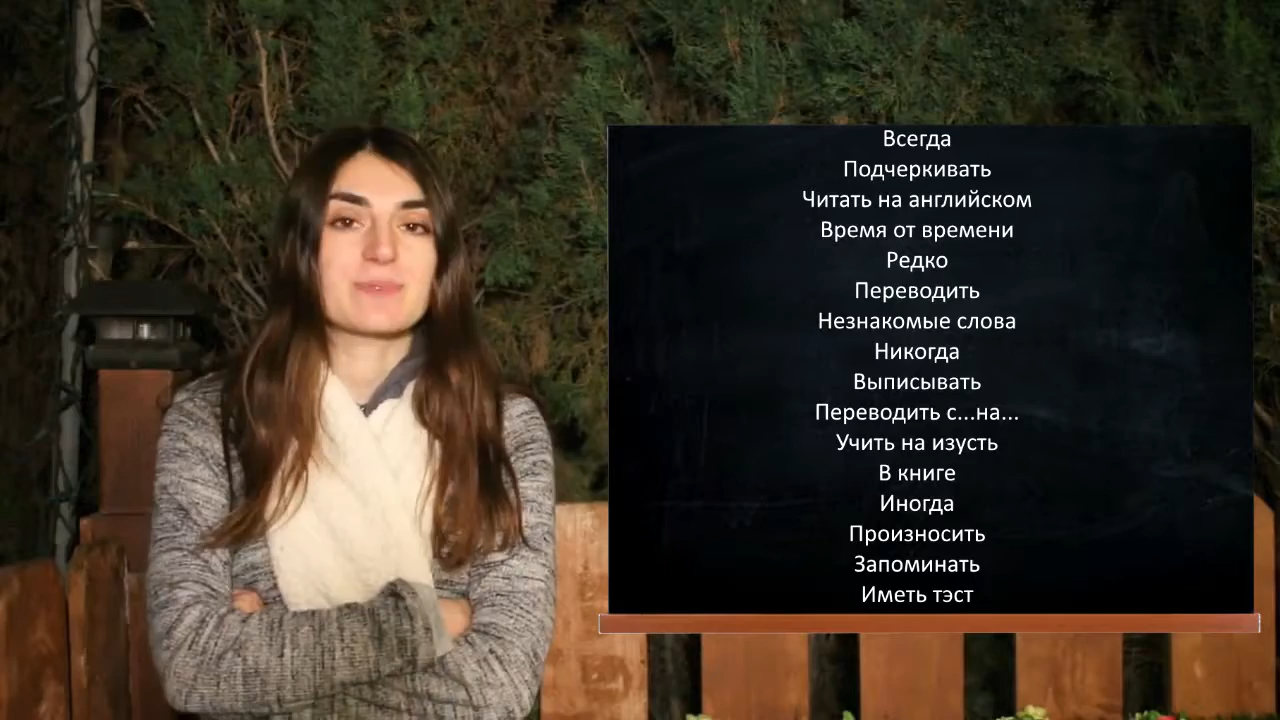 Всегда
Подчеркивать
Читать на английском
Время от времени
Редко
Переводить
Незнакомые слова
Никогда
Выписывать
Переводить с...на...
Учить на изусть
В книге
Иногда
Произносить
Запоминать
Иметь тэст